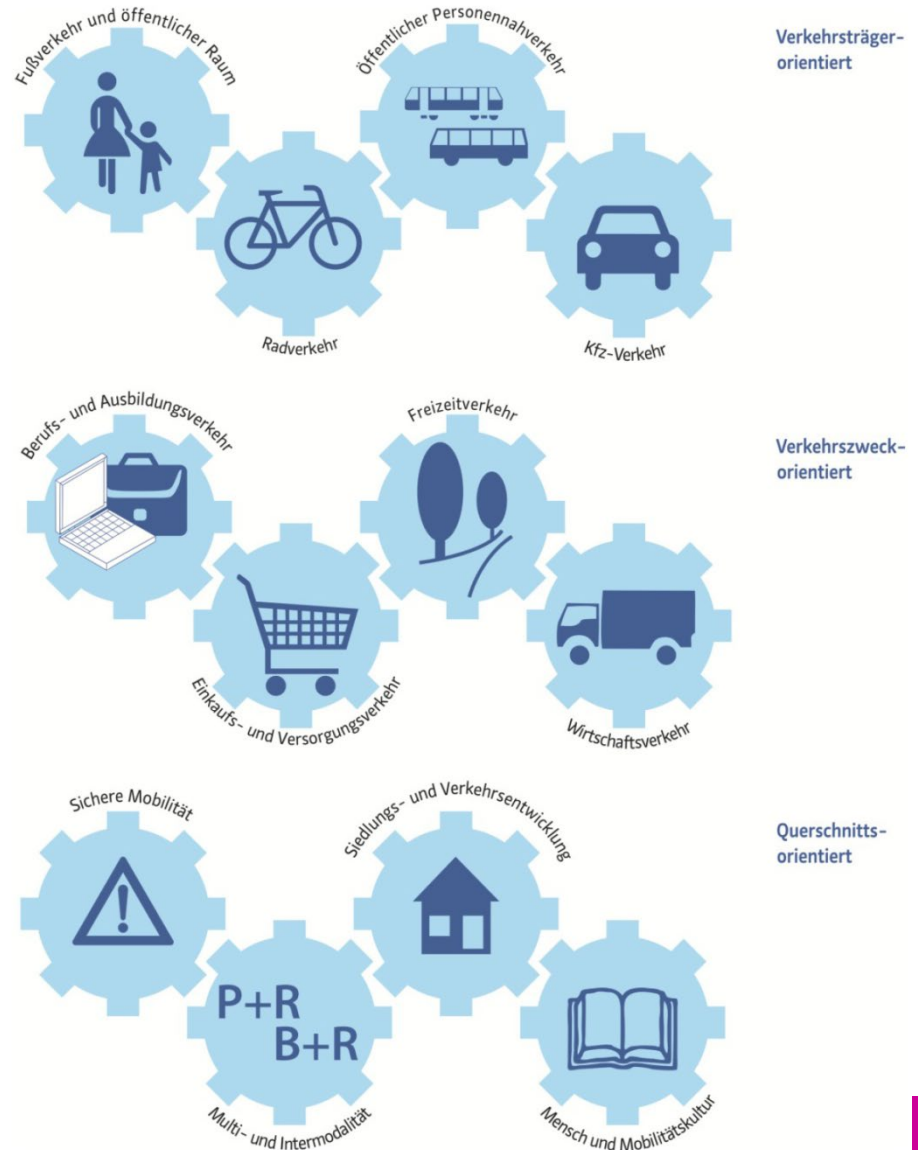 Fußverkehr und öffentlicher Raum
Öffentlicher Personennahverkehr
Verkehrsträger-
orientiert
Radverkehr
Kfz-Verkehr
Berufs- und Ausbildungsverkehr
Freizeitverkehr
Verkehrszweck-
orientiert
Einkaufs- und Versorgungsverkehr
Wirtschaftsverkehr
Sichere Mobilität
Siedlungs- und Verkehrsentwicklung
Querschnitts-
orientiert
P+R
B+R
Multi- und Intermodalität
Mensch und Mobilitätskultur